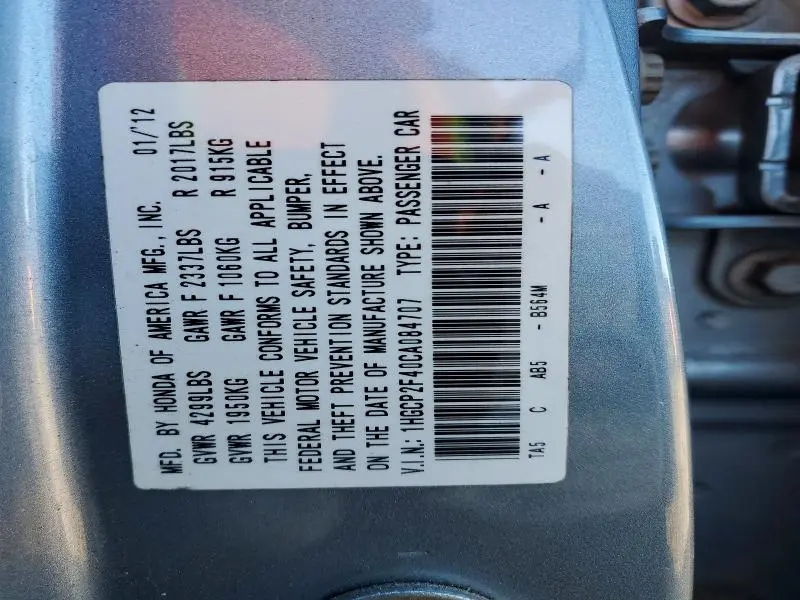 MFD. BY HONDA OF AMERICA MFG., INC. 01/'12
GVWR 4299LBS GAWR F 2337LBS R 2017LBS
GVWR 1950KG GAWR F 1060KG R 915KG
THIS VEHICLE CONFORMS TO ALL APPLICABLE
FEDERAL MOTOR VEHICLE SAFETY, BUMPER,
AND THEFT PREVENTION STANDARDS IN EFFECT
ON THE DATE OF MANUFACTURE SHOWN ABOVE.
V.I.N.: 1HGCP2F40CA084707 TYPE: PASSENGER CAR
TA5 C AB5 - B564M - A - A